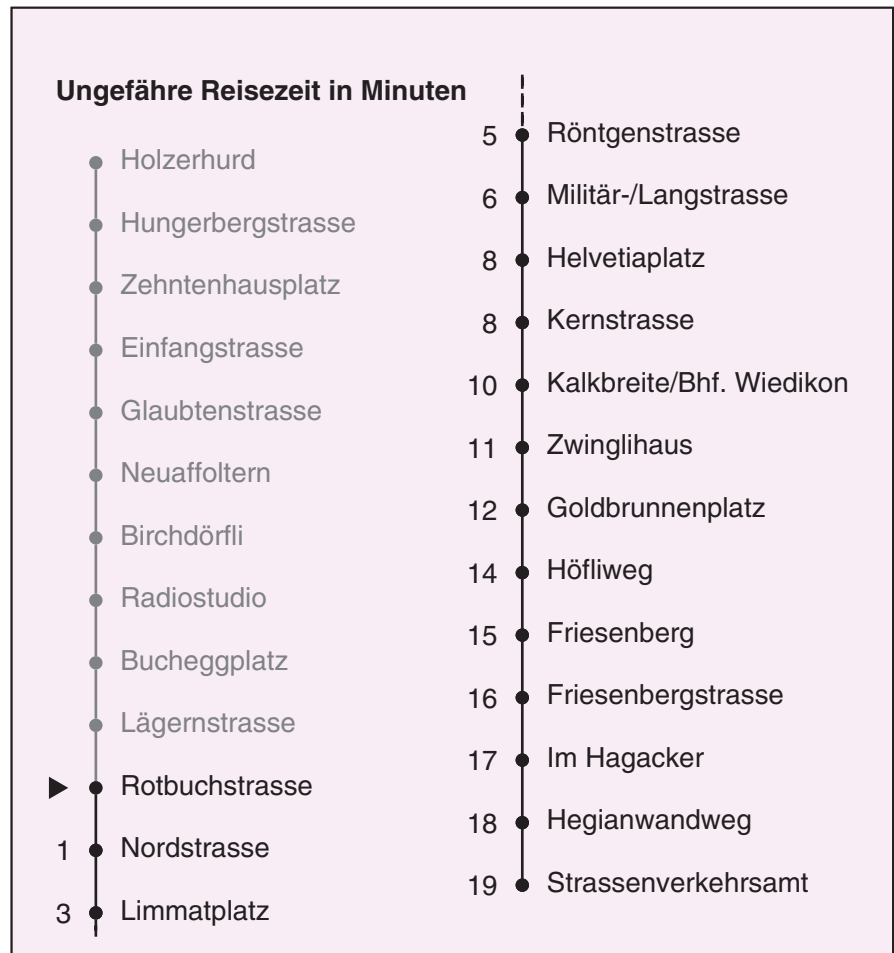 Ungefähre Reisezeit in Minuten
Holzerhurd
Hungerbergstrasse
Zehntenhausplatz
Einfangstrasse
Glaubtenstrasse
Neuaffoltern
Birchdörfli
Radiostudio
Bucheggplatz
Lägernstrasse
Rotbuchstrasse
1 Nordstrasse
3 Limmatplatz
5 Röntgenstrasse
6 Militär-/Langstrasse
8 Helvetiaplatz
8 Kernstrasse
10 Kalkbreite/Bhf. Wiedikon
11 Zwinglihaus
12 Goldbrunnenplatz
14 Höfliweg
15 Friesenberg
16 Friesenbergstrasse
17 Im Hagacker
18 Hegianwandweg
19 Strassenverkehrsamt